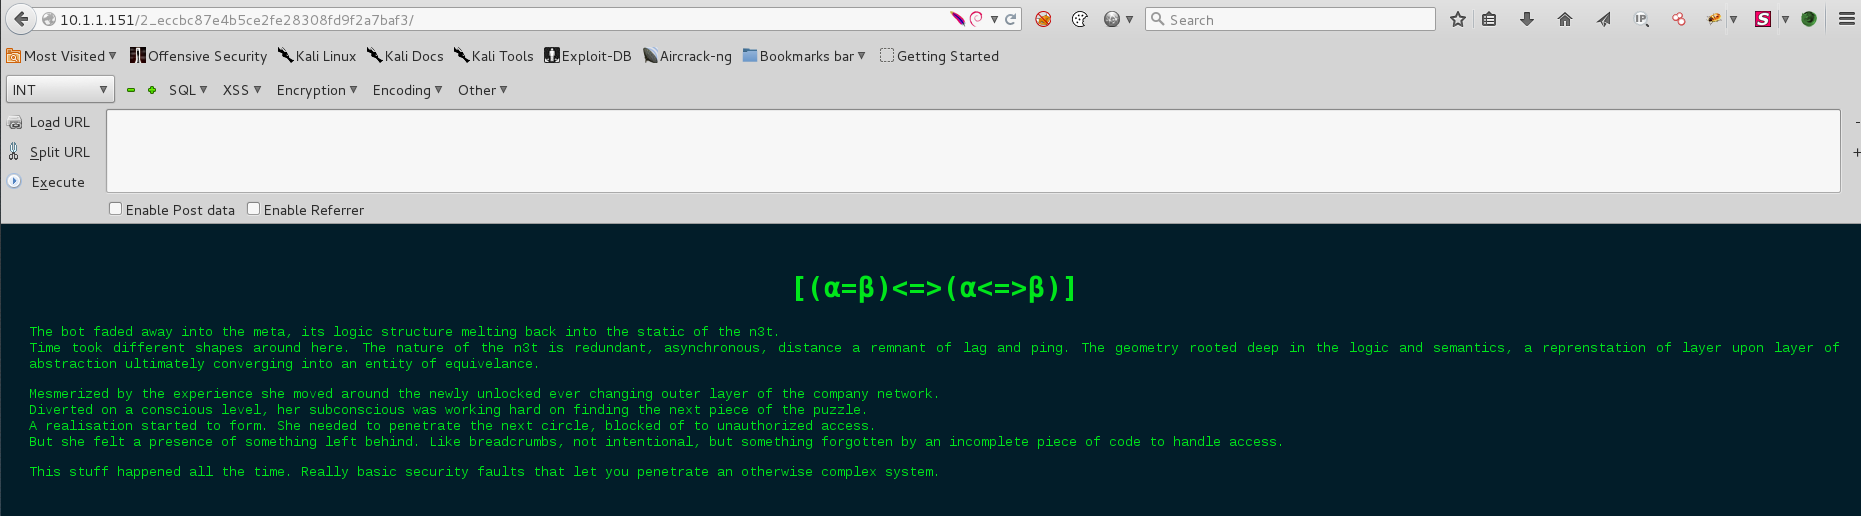 10.1.1.151/2_eccbc87e4b5ce2fe28308fd9f2a7baf3/
Search
Most Visited Offensive Security Kali Linux Kali Docs Kali Tools Exploit-DB Aircrack-ng Bookmarks bar Getting Started
INT SQL XSS Encryption Encoding Other
Load URL
Split URL
Execute
Enable Post data Enable Referrer
[(α=β)<=>(α<=>β)]
The bot faded away into the meta, its logic structure melting back into the static of the n3t.
Time took different shapes around here. The nature of the n3t is redundant, asynchronous, distance a remnant of lag and ping. The geometry rooted deep in the logic and semantics, a reprenstation of layer upon layer of
abstraction ultimately converging into an entity of equivelance.
Mesmerized by the experience she moved around the newly unlocked ever changing outer layer of the company network.
Diverted on a conscious level, her subconscious was working hard on finding the next piece of the puzzle.
A realisation started to form. She needed to penetrate the next circle, blocked of to unauthorized access.
But she felt a presence of something left behind. Like breadcrumbs, not intentional, but something forgotten by an incomplete piece of code to handle access.
This stuff happened all the time. Really basic security faults that let you penetrate an otherwise complex system.